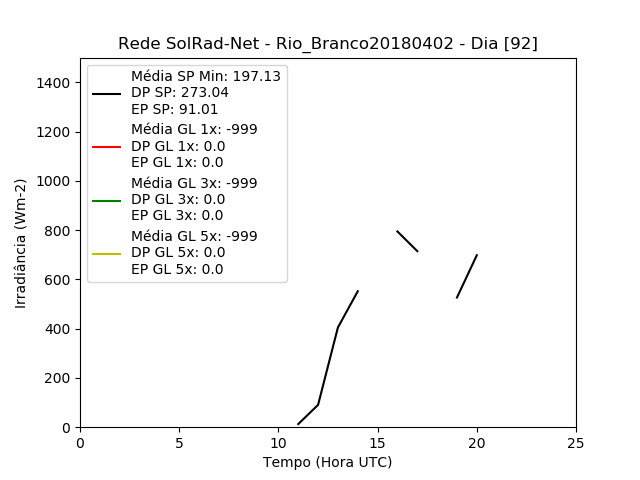 Rede SolRad-Net - Rio_Branco20180402 - Dia [92]
Média SP Min: 197.13
DP SP: 273.04
EP SP: 91.01
Média GL 1x: -999
DP GL 1x: 0.0
EP GL 1x: 0.0
Média GL 3x: -999
DP GL 3x: 0.0
EP GL 3x: 0.0
Média GL 5x: -999
DP GL 5x: 0.0
EP GL 5x: 0.0
Irradiância (Wm-2)
1400
1200
1000
800
600
400
200
0
0 5 10 15 20 25
Tempo (Hora UTC)